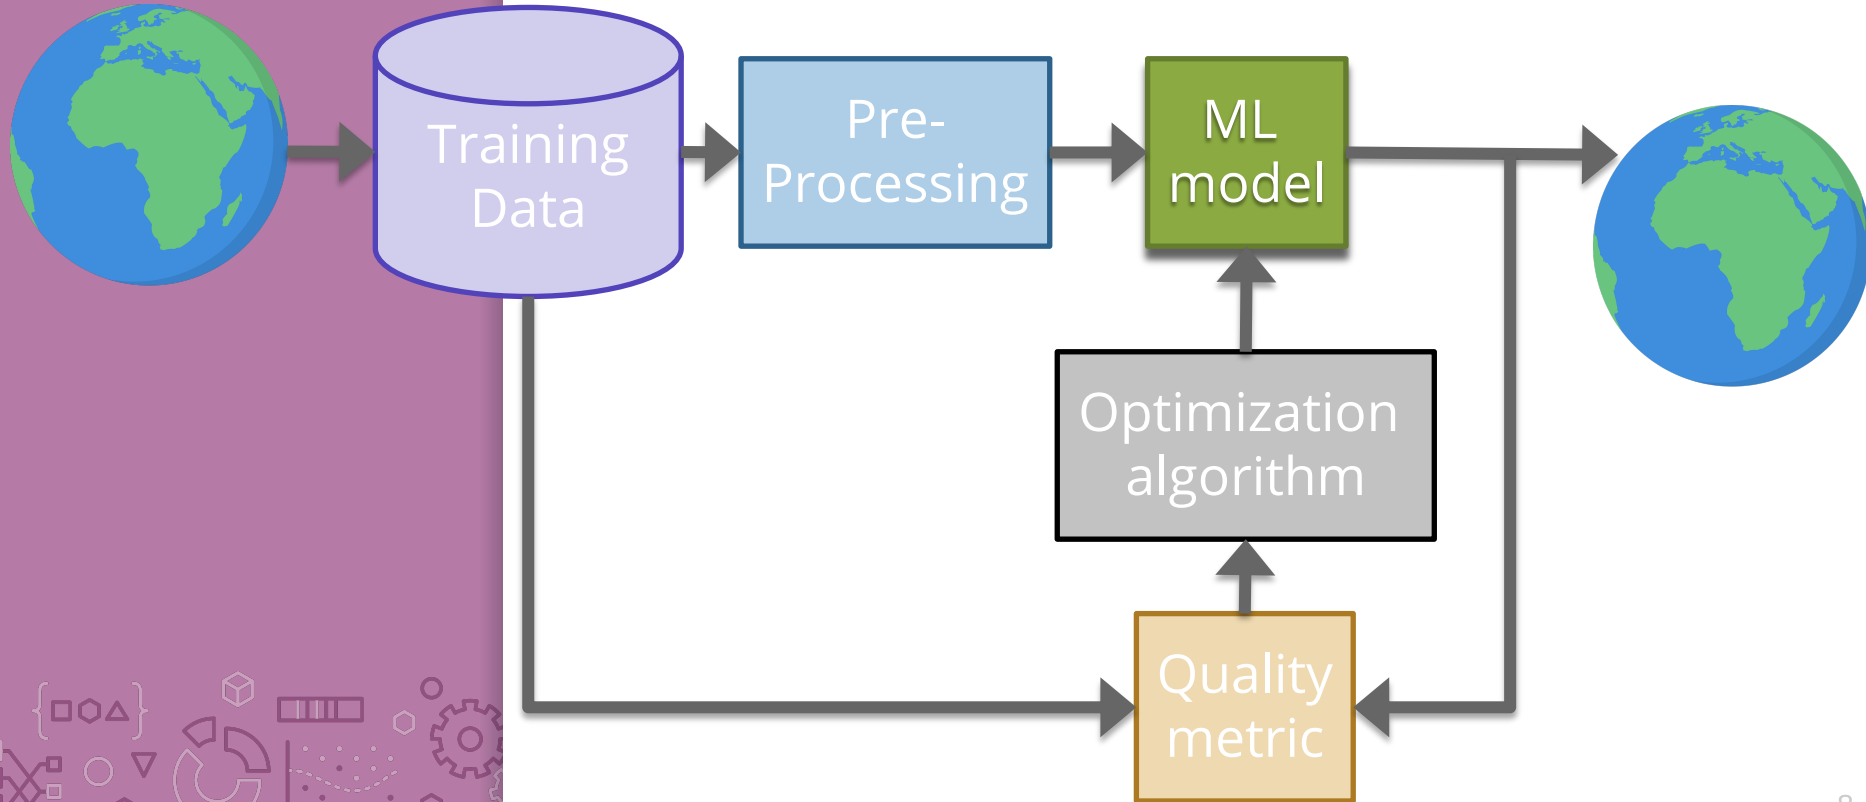 Training
Data
Pre-
Processing
ML
model
Optimization
algorithm
Quality
metric